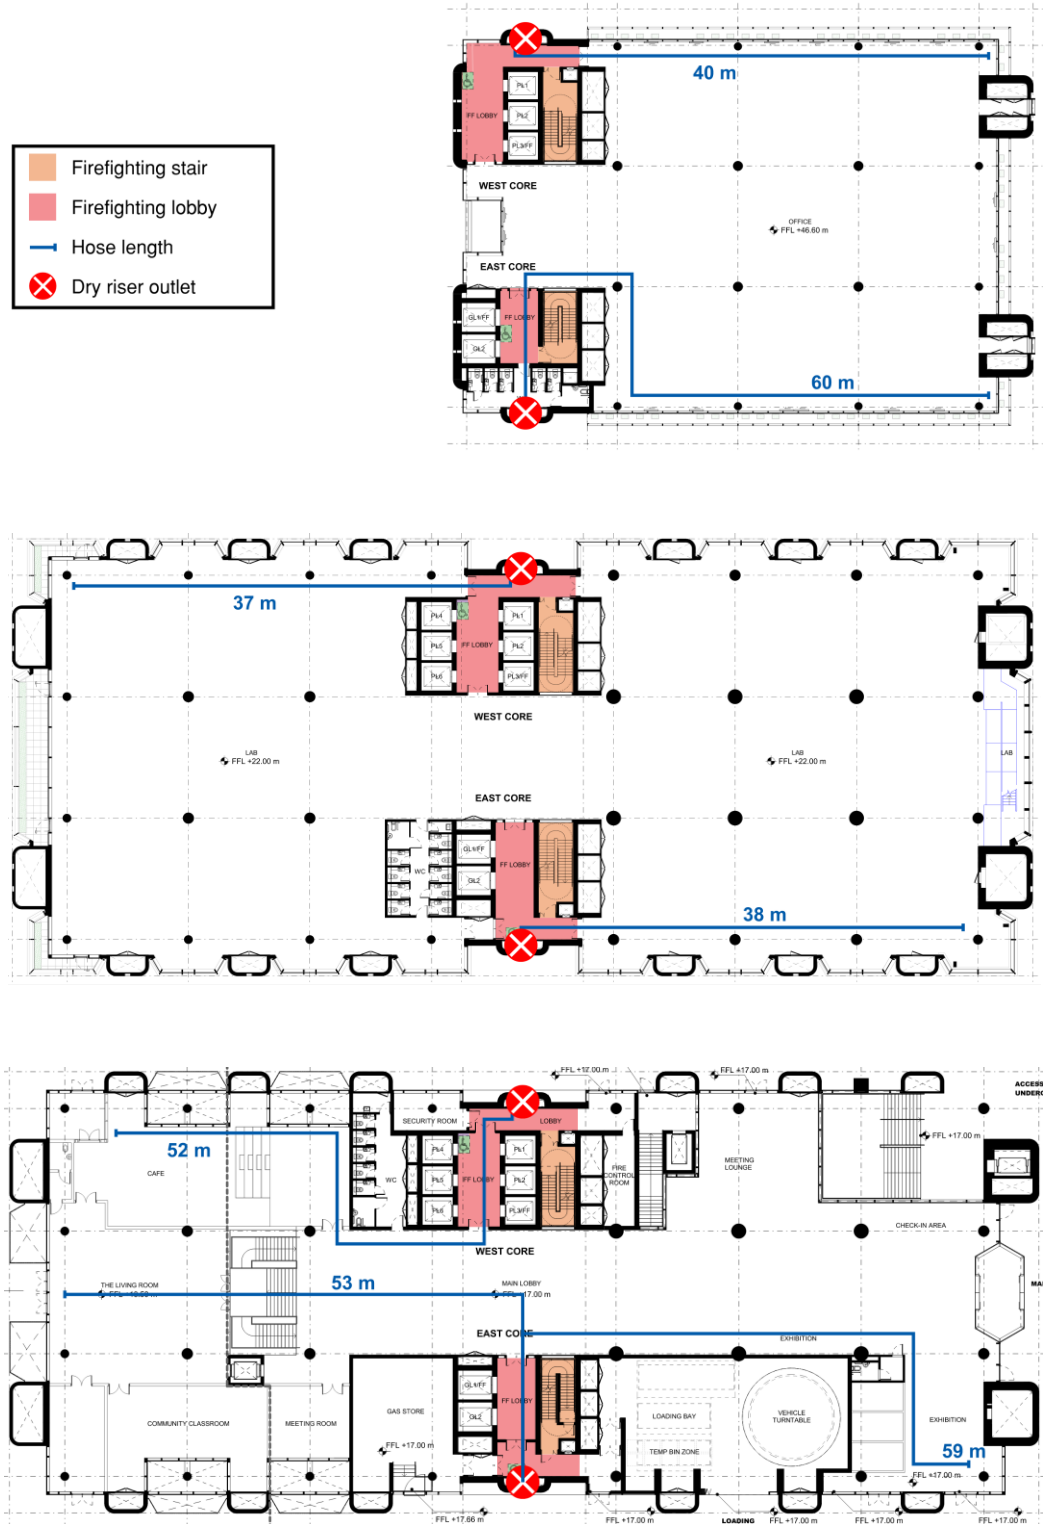 40 m
PL1
PL2
PL3/FF
FF LOBBY
WEST CORE
OFFICE
FFL +46.60 m
EAST CORE
GL1/FF
FF LOBBY
GL2
60 m
Firefighting stair
Firefighting lobby
Hose length
Dry riser outlet
37 m
PL4
PL1
PL5
FF LOBBY
PL2
PL6
PL3/FF
WEST CORE
LAB
FFL +22.00 m
LAB
FFL +22.00 m
LAB
EAST CORE
GL1/FF
FF LOBBY
WC
GL2
38 m
FFL +17.00 m
FFL +17.00 m
ACCESS
SECURITY ROOM
LOBBY
FFL +17.00 m
52 m
CAFE
PL4
PL1
PL5
FF LOBBY
PL2
PL6
PL3/FF
WC
FIRE
CONTROL
ROOM
MEETING
LOUNGE
CHECK-IN AREA
WEST CORE
THE LIVING ROOM
53 m
MAIN LOBBY
FFL +17.00 m
EAST CORE
EXHIBITION
GL1/FF
FF LOBBY
GL2
COMMUNITY CLASSROOM
MEETING ROOM
GAS STORE
FFL +17.00 m
LOADING BAY
TEMP BIN ZONE
VEHICLE
TURNTABLE
EXHIBITION
59 m
FFL +17.00 m
FFL +17.66 m
FFL +17.00 m
LOADING
FFL +17.00 m
FFL +17.00 m
FFL +17.00 m